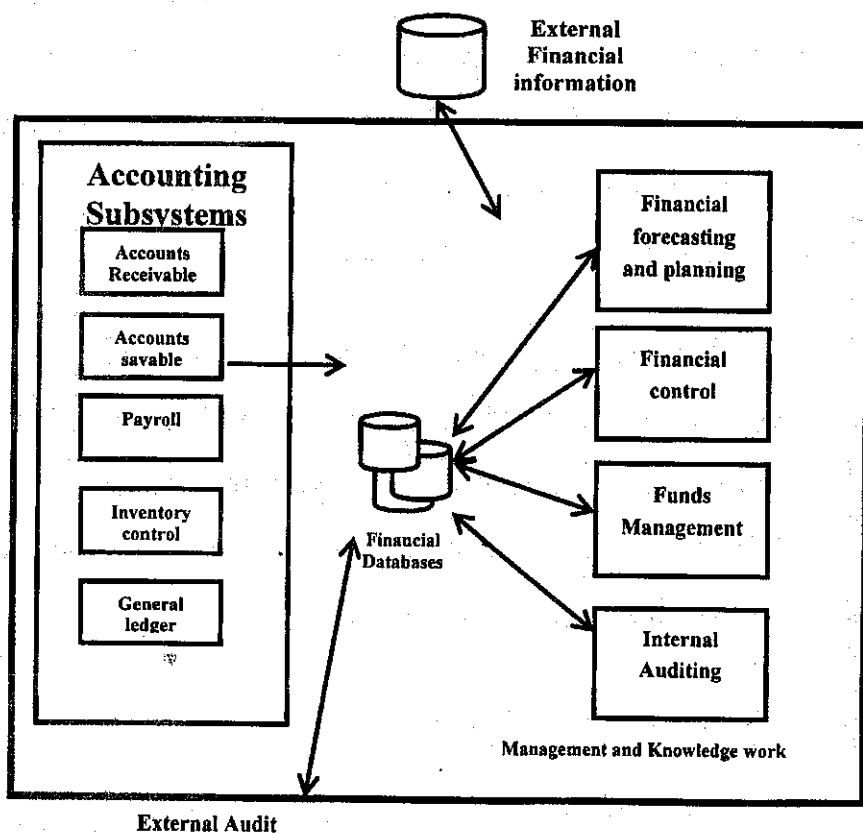 External
Financial
information
Accounting
Subsystems
Accounts
Receivable
Accounts
savable
Payroll
Inventory
control
General
ledger
Financial
Databases
Financial
forecasting
and planning
Financial
control
Funds
Management
Internal
Auditing
Management and Knowledge work
External Audit